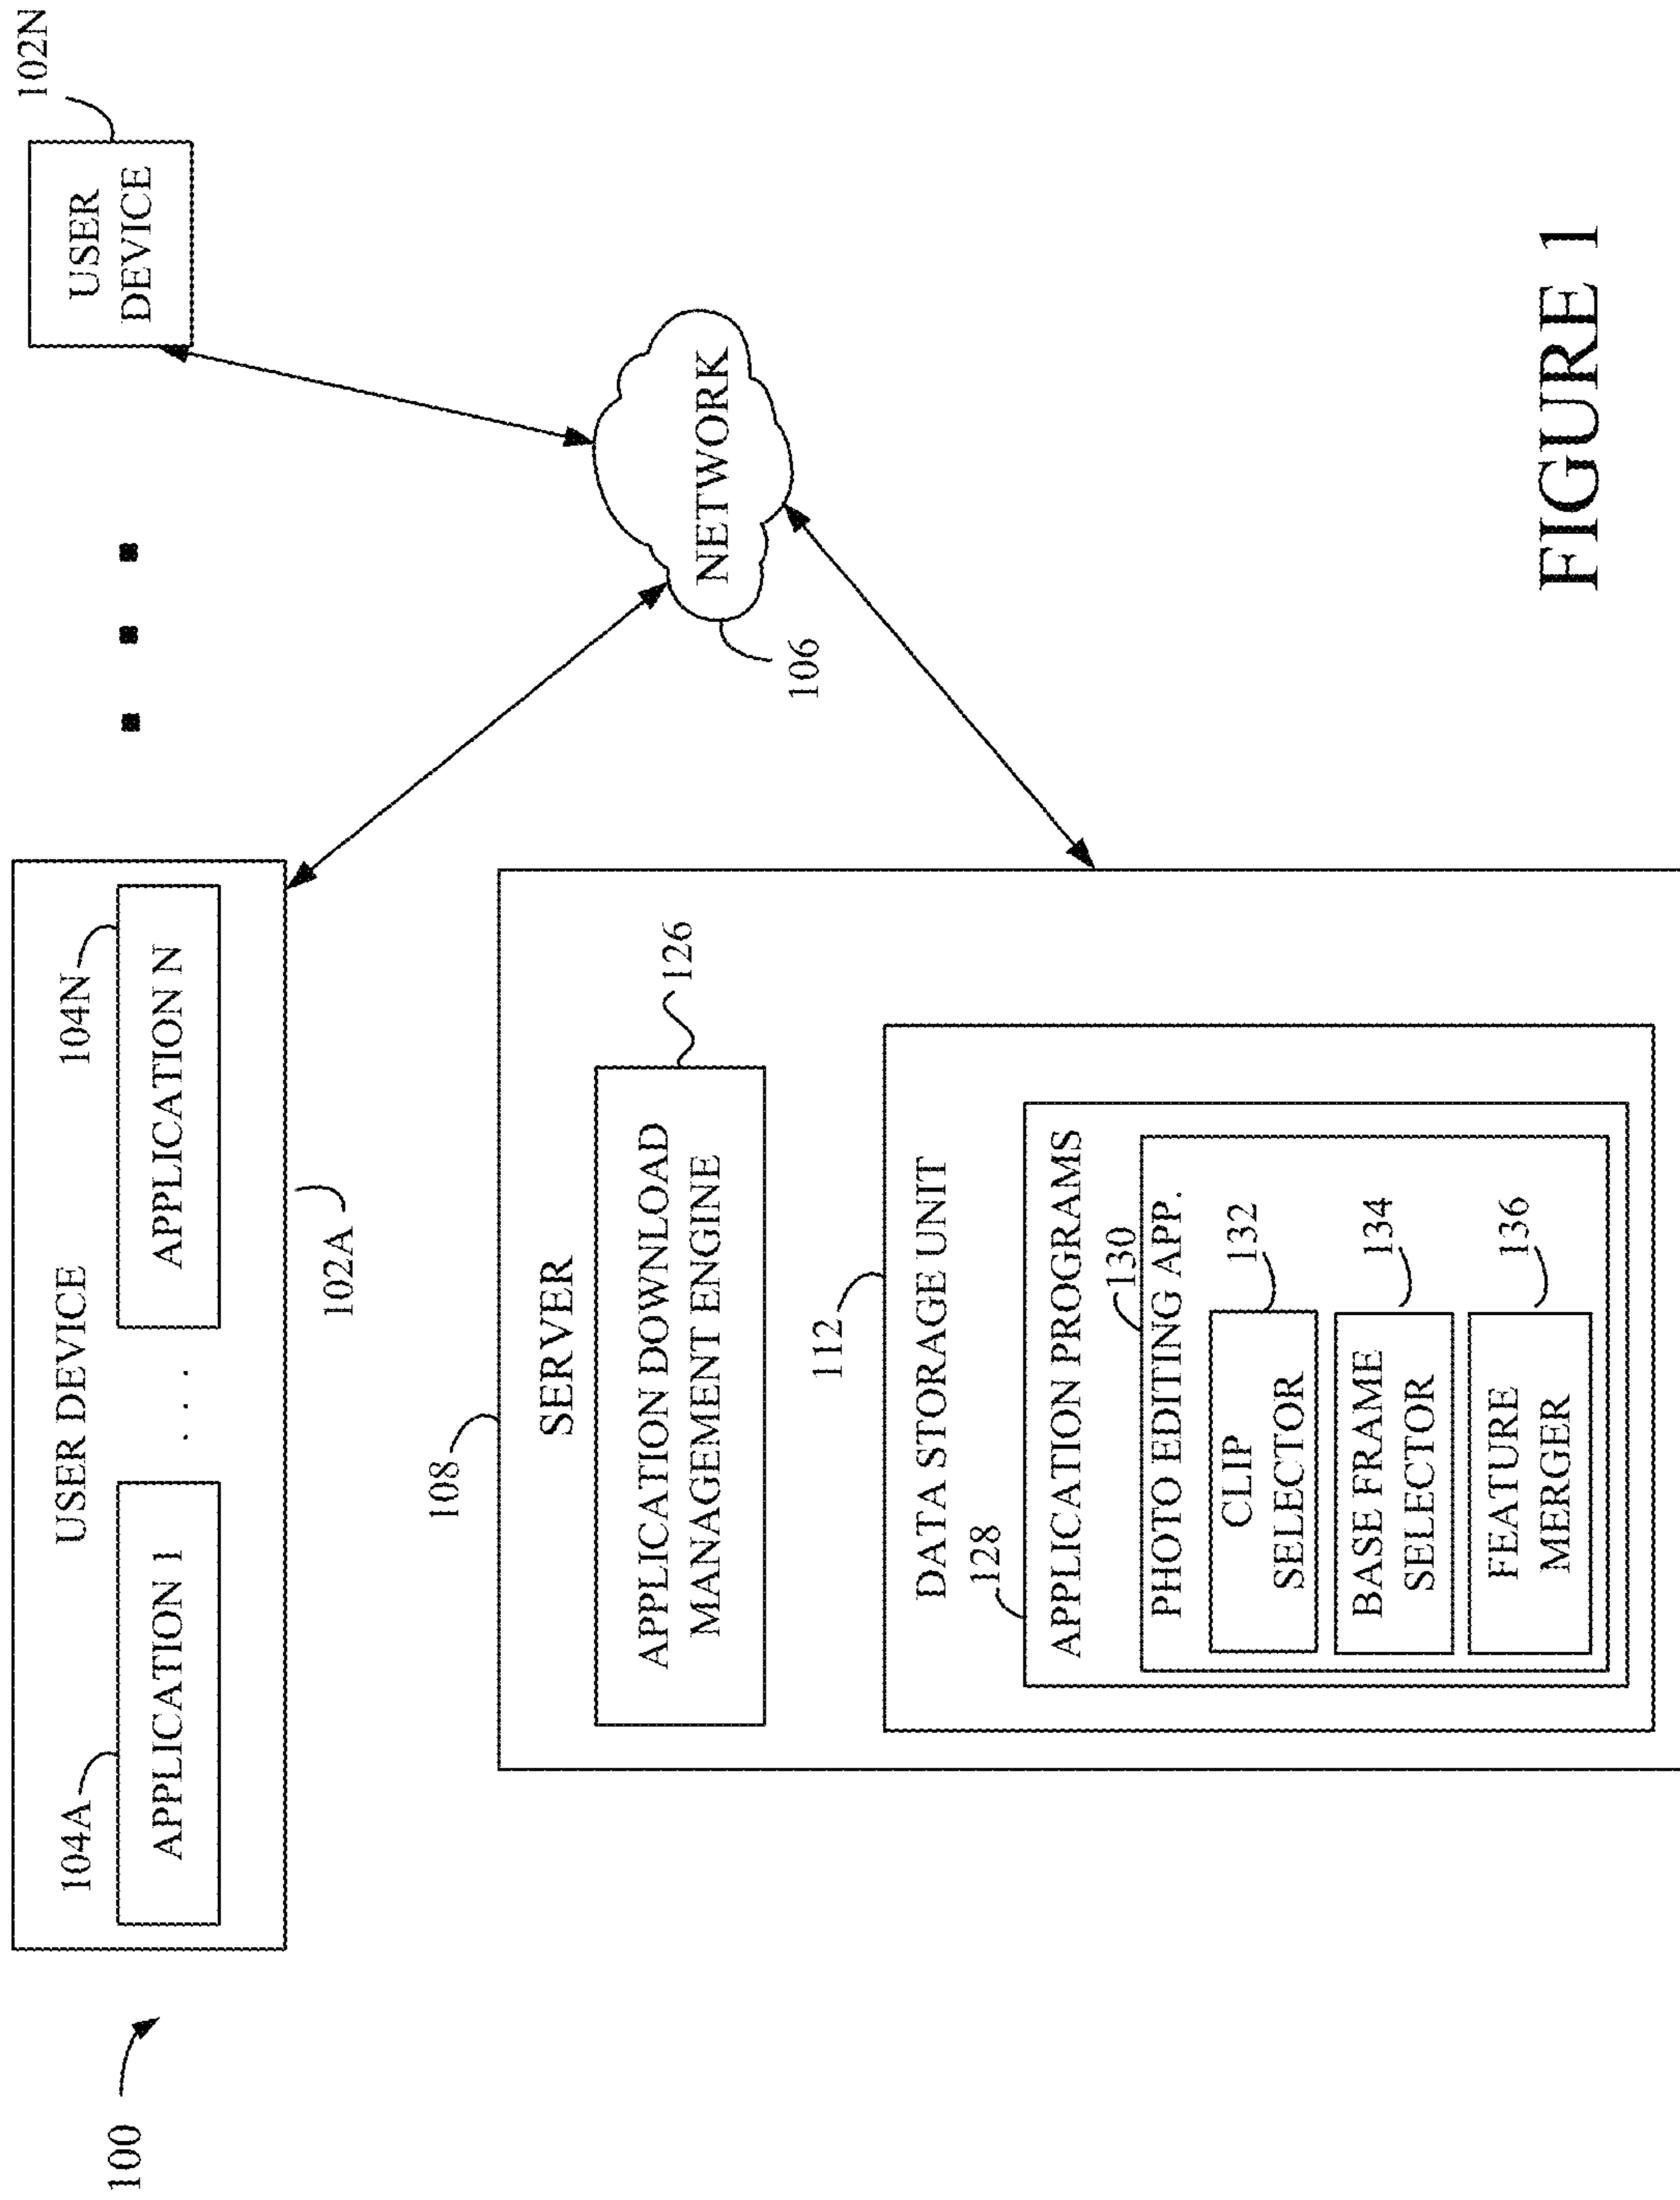 100
USER DEVICE
104A
104N
APPLICATION 1
. . .
APPLICATION N
102A
102N
USER
DEVICE
NETWORK
106
108
SERVER
126
APPLICATION DOWNLOAD
MANAGEMENT ENGINE
112
DATA STORAGE UNIT
128
APPLICATION PROGRAMS
130
PHOTO EDITING APP.
CLIP
SELECTOR
132
BASE FRAME
SELECTOR
134
FEATURE
MERGER
136
FIGURE 1